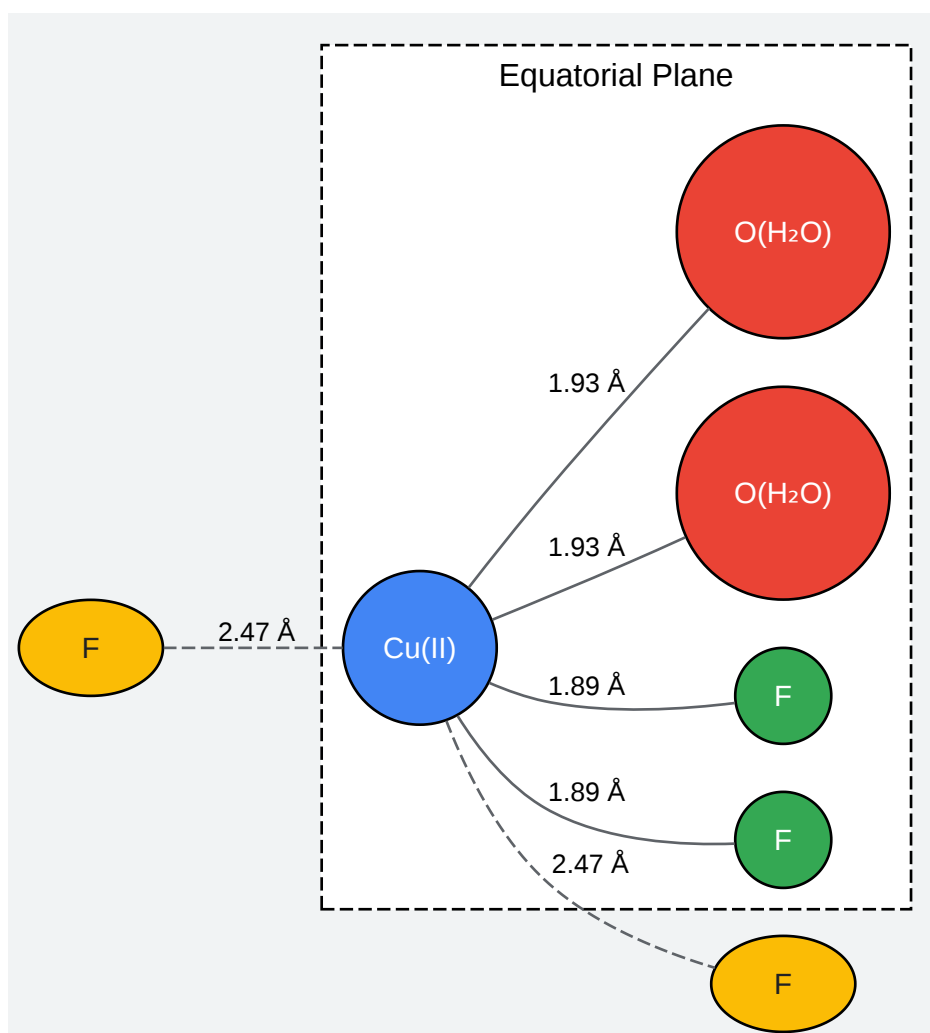 Equatorial Plane
O(H₂O)
1.93 Å
O(H₂O)
1.93 Å
F
2.47 Å
Cu(II)
1.89 Å
F
1.89 Å
F
2.47 Å
F